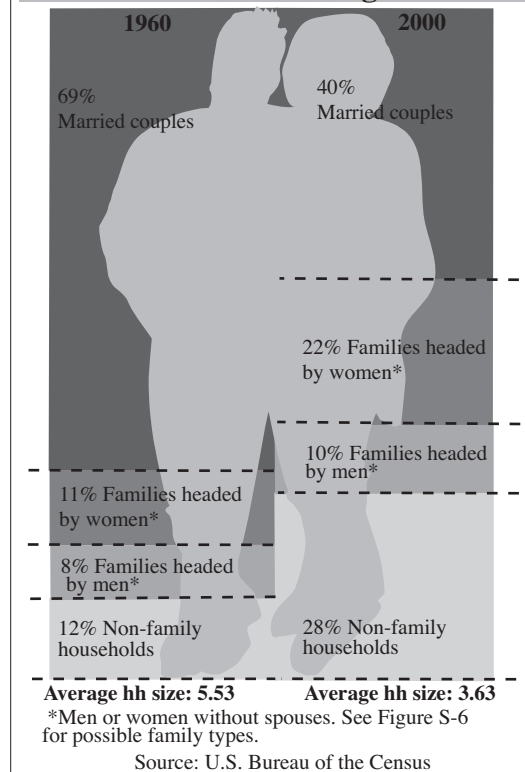 1960
2000
69%
Married couples
40%
Married couples
22% Families headed
by women*
10% Families headed
by men*
11% Families headed
by women*
8% Families headed
by men*
12% Non-family
households
28% Non-family
households
Average hh size: 5.53
Average hh size: 3.63
*Men or women without spouses. See Figure S-6
for possible family types.
Source: U.S. Bureau of the Census